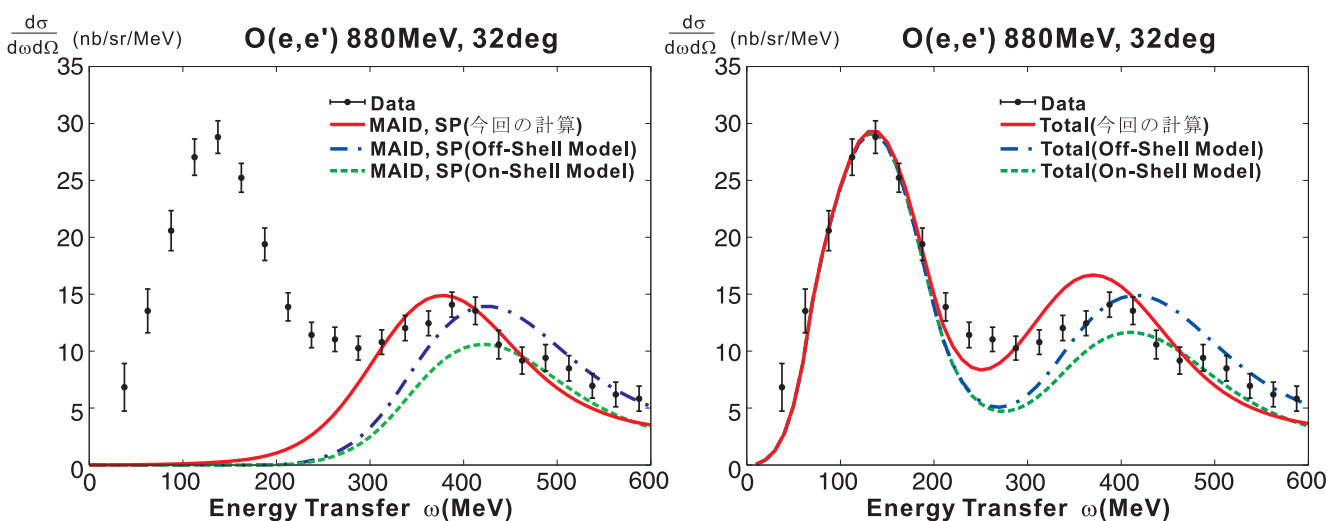 dσ
dωdΩ (nb/sr/MeV)
O(e,e') 880MeV, 32deg
35
30
25
20
15
10
5
0
Data
MAID, SP(今回の計算)
MAID, SP(Off-Shell Model)
MAID, SP(On-Shell Model)
0 100 200 300 400 500 600
Energy Transfer ω(MeV)
dσ
dωdΩ (nb/sr/MeV)
O(e,e') 880MeV, 32deg
35
30
25
20
15
10
5
0
Data
Total(今回の計算)
Total(Off-Shell Model)
Total(On-Shell Model)
0 100 200 300 400 500 600
Energy Transfer ω(MeV)